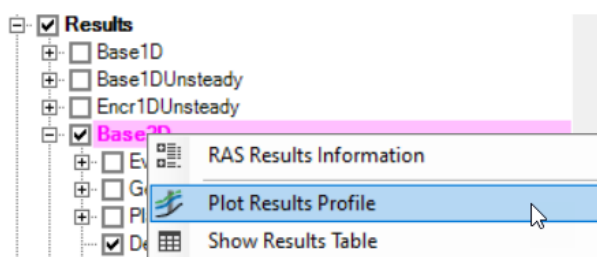 Results
Base1D
Base1DUnsteady
Encr1DUnsteady
Base2D
RAS Results Information
Plot Results Profile
Show Results Table